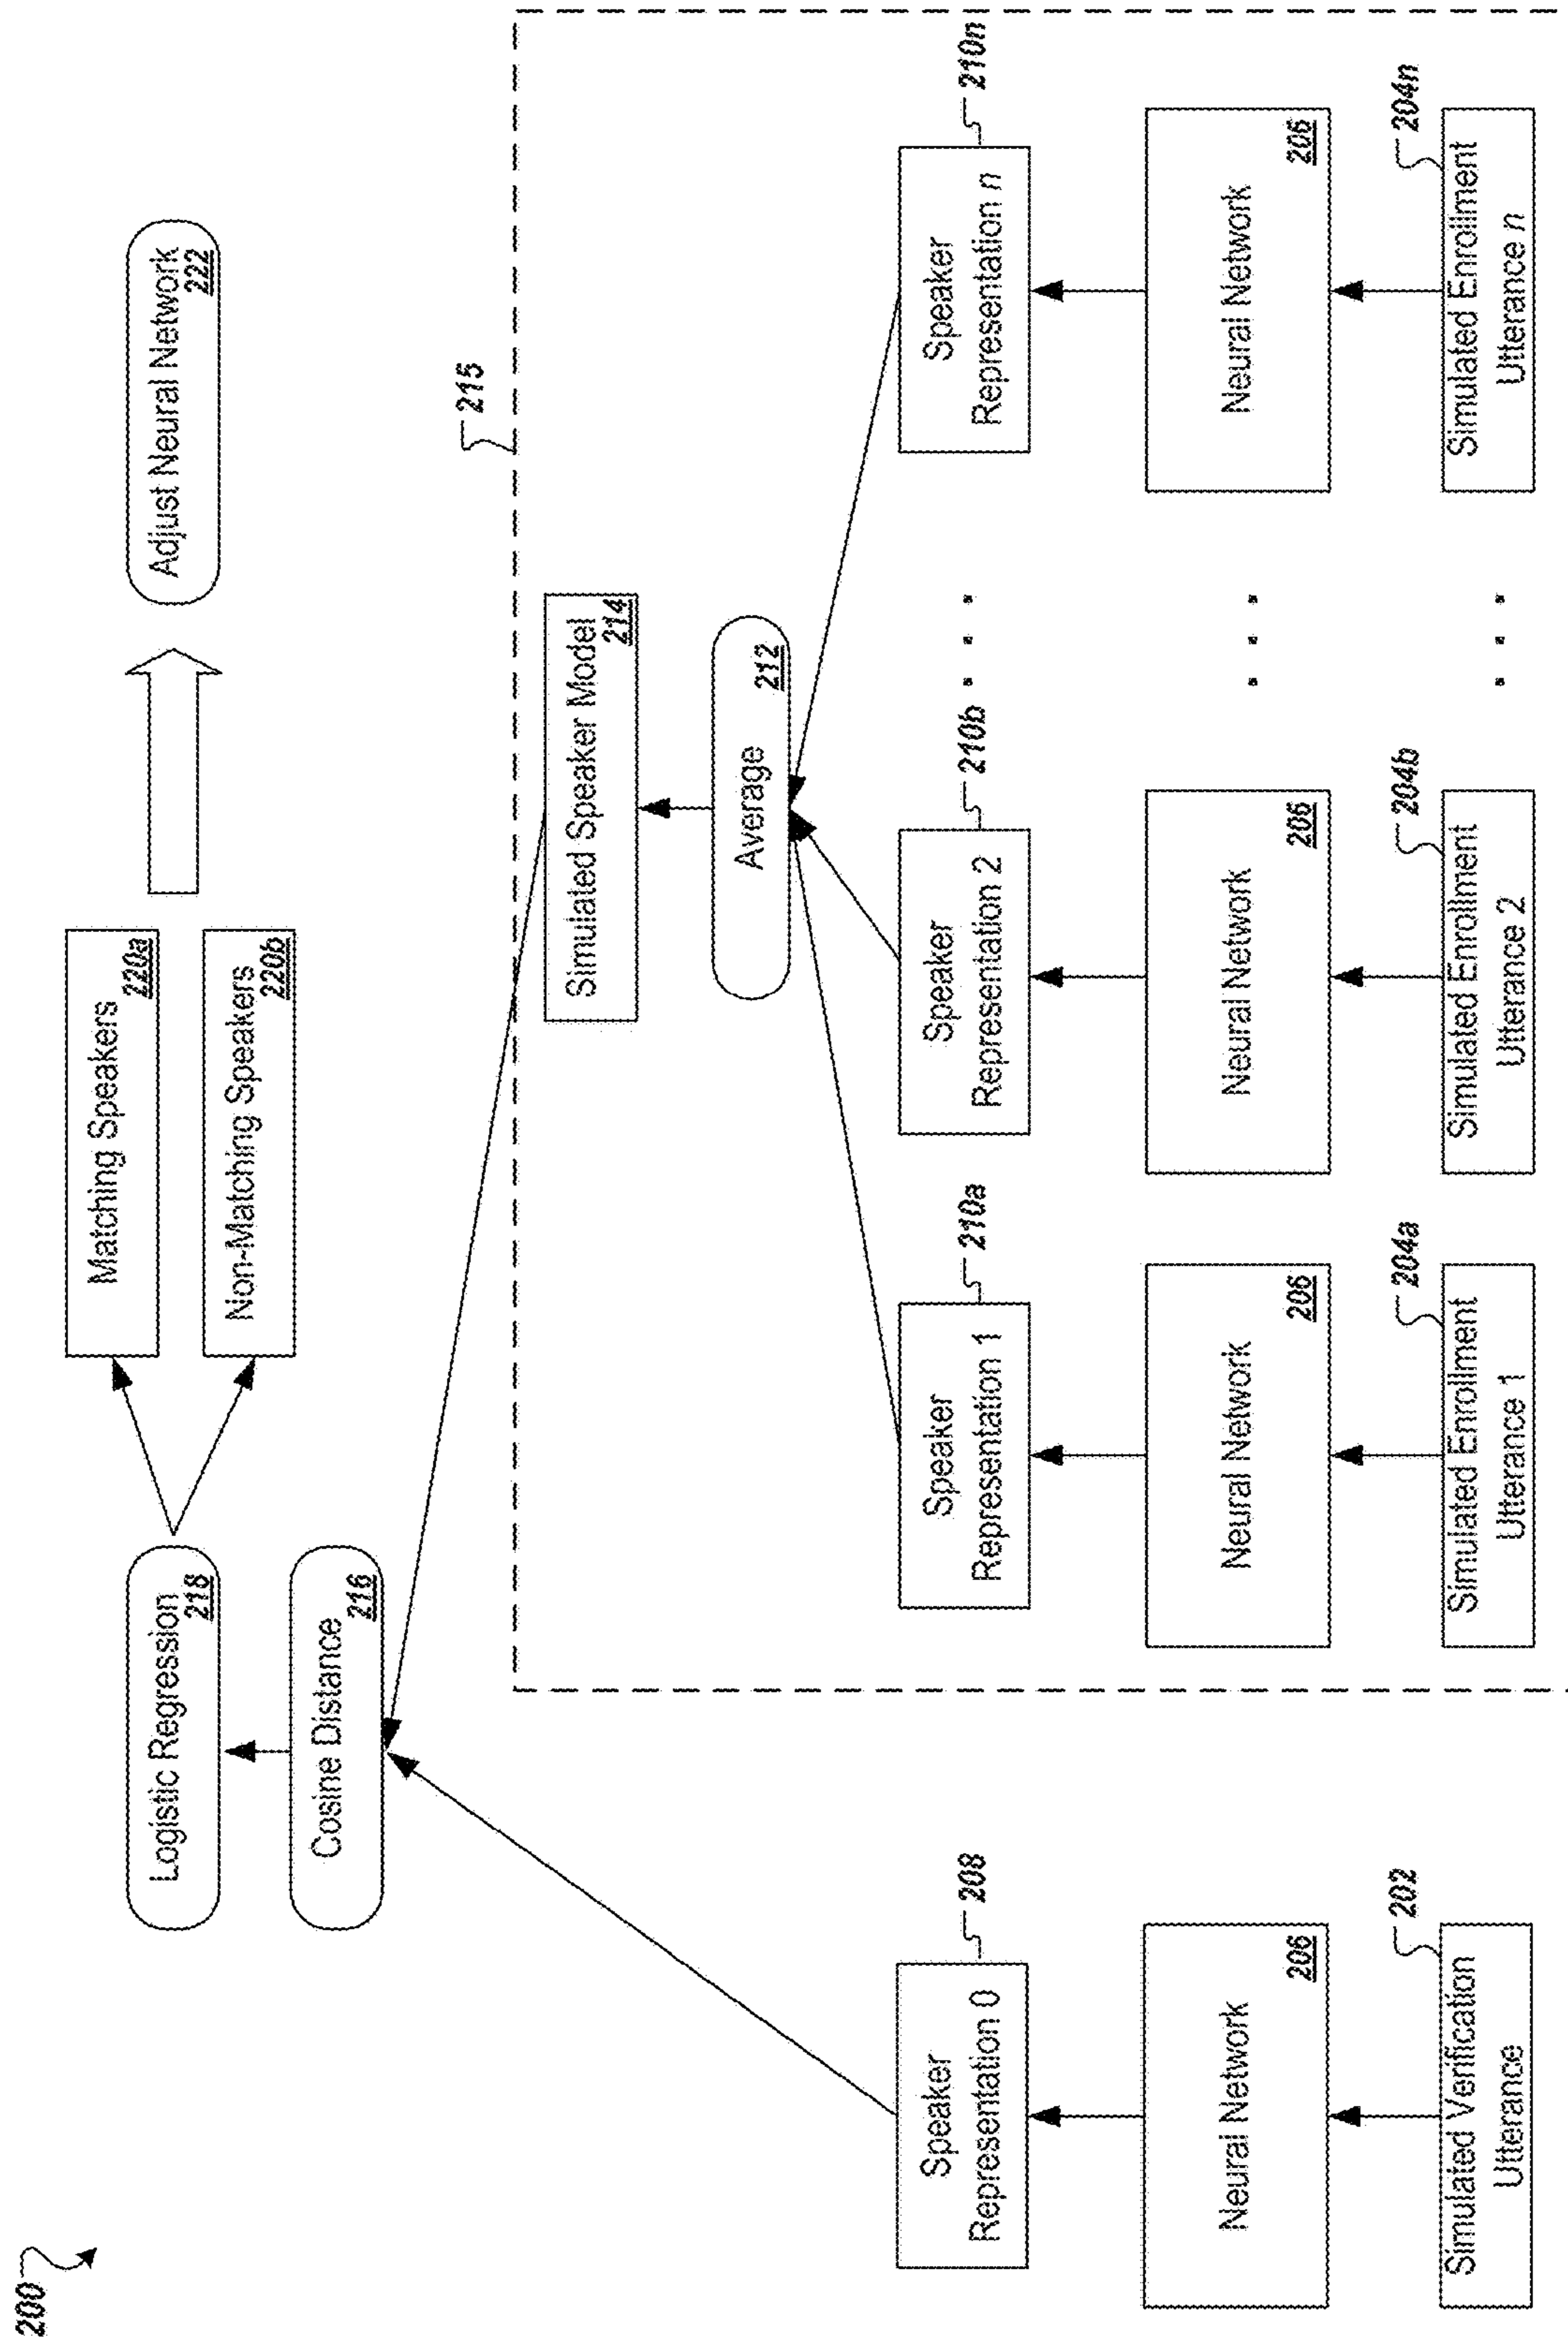 200
Logistic Regression
218
Cosine Distance
216
Matching Speakers
220a
Non-Matching Speakers
220b
Adjust Neural Network
222
215
Simulated Speaker Model
214
Average
212
Speaker
Representation 0
208
Speaker
Representation 1
210a
Speaker
Representation 2
210b
Speaker
Representation n
210n
Neural Network
206
Neural Network
206
Neural Network
206
Neural Network
206
Simulated Verification
Utterance
202
Simulated Enrollment
Utterance 1
204a
Simulated Enrollment
Utterance 2
204b
Simulated Enrollment
Utterance n
204n